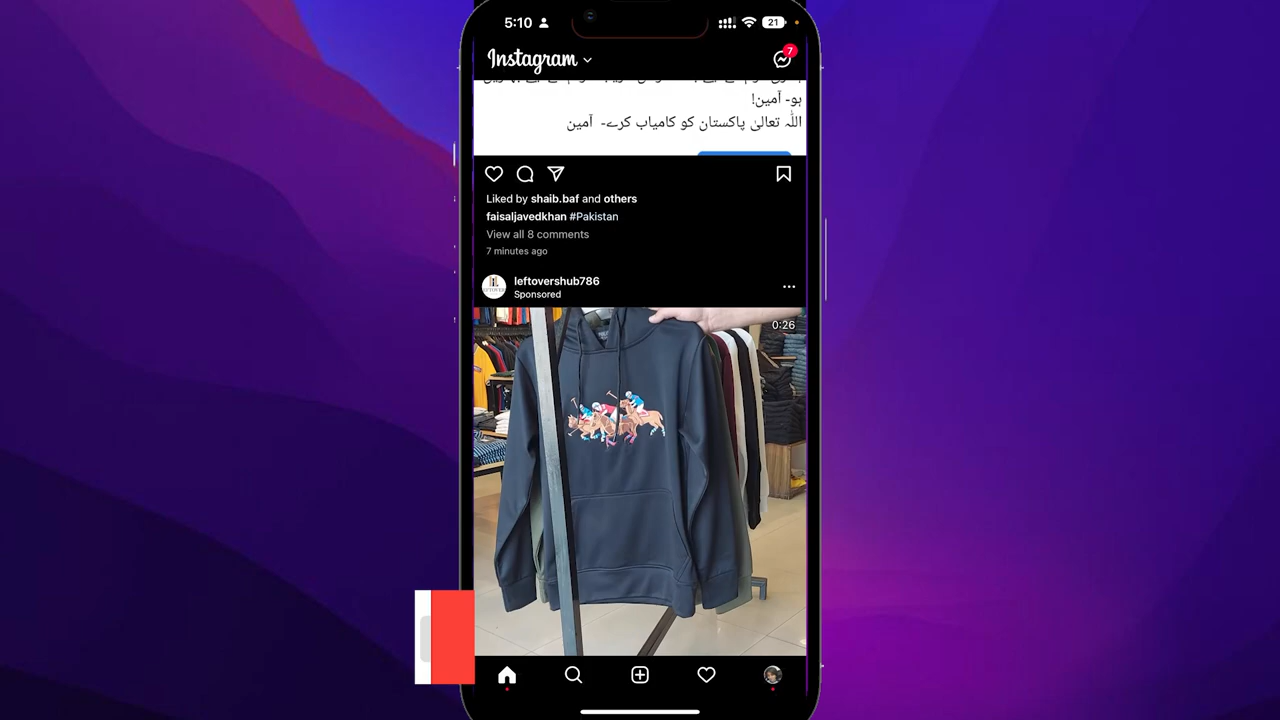 5:10
21
Instagram
7
ہو- آمین!
اللّٰہ تعالیٰ پاکستان کو کامیاب کرے- آمین
Liked by shaib.baf and others
faisaljavedkhan #Pakistan
View all 8 comments
7 minutes ago
leftovershub786
Sponsored
0:26